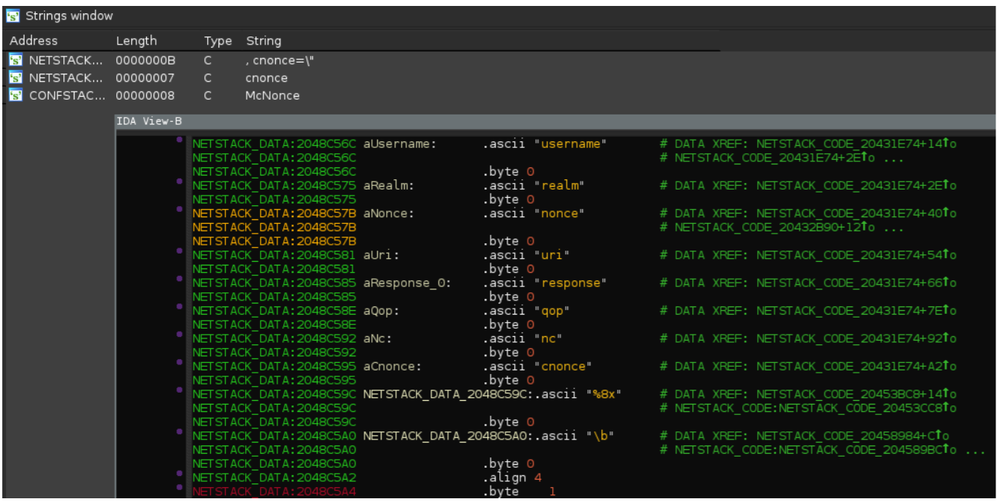 Strings window
Address Length Type String
NETSTACK... 0000000B C , cnonce=\"
NETSTACK... 00000007 C cnonce
CONFSTAC... 00000008 C McNonce
IDA View-B
NETSTACK_DATA:2048C56C aUsername: .ascii "username" # DATA XREF: NETSTACK_CODE_20431E74+14↑o
NETSTACK_DATA:2048C56C # NETSTACK_CODE_20431E74+2E↑o ...
NETSTACK_DATA:2048C56C .byte 0
NETSTACK_DATA:2048C575 aRealm: .ascii "realm" # DATA XREF: NETSTACK_CODE_20431E74+2E↑o
NETSTACK_DATA:2048C575 .byte 0
NETSTACK_DATA:2048C57B aNonce: .ascii "nonce" # DATA XREF: NETSTACK_CODE_20431E74+40↑o
NETSTACK_DATA:2048C57B # NETSTACK_CODE_20432B90+12↑o ...
NETSTACK_DATA:2048C57B .byte 0
NETSTACK_DATA:2048C581 aUri: .ascii "uri" # DATA XREF: NETSTACK_CODE_20431E74+54↑o
NETSTACK_DATA:2048C581 .byte 0
NETSTACK_DATA:2048C585 aResponse_0: .ascii "response" # DATA XREF: NETSTACK_CODE_20431E74+66↑o
NETSTACK_DATA:2048C585 .byte 0
NETSTACK_DATA:2048C58E aQop: .ascii "qop" # DATA XREF: NETSTACK_CODE_20431E74+7E↑o
NETSTACK_DATA:2048C58E .byte 0
NETSTACK_DATA:2048C592 aNc: .ascii "nc" # DATA XREF: NETSTACK_CODE_20431E74+92↑o
NETSTACK_DATA:2048C592 .byte 0
NETSTACK_DATA:2048C595 aCnonce: .ascii "cnonce" # DATA XREF: NETSTACK_CODE_20431E74+A2↑o
NETSTACK_DATA:2048C595 .byte 0
NETSTACK_DATA:2048C59C NETSTACK_DATA_2048C59C:.ascii "%8x" # DATA XREF: NETSTACK_CODE_20453BC8+14↑o
NETSTACK_DATA:2048C59C # NETSTACK_CODE:NETSTACK_CODE_20453CC8↑o
NETSTACK_DATA:2048C59C .byte 0
NETSTACK_DATA:2048C5A0 NETSTACK_DATA_2048C5A0:.ascii "\b" # DATA XREF: NETSTACK_CODE_20458984+C↑o
NETSTACK_DATA:2048C5A0 # NETSTACK_CODE:NETSTACK_CODE_204589BC↑o ...
NETSTACK_DATA:2048C5A0 .byte 0
NETSTACK_DATA:2048C5A2 .align 4
NETSTACK_DATA:2048C5A4 .byte 1